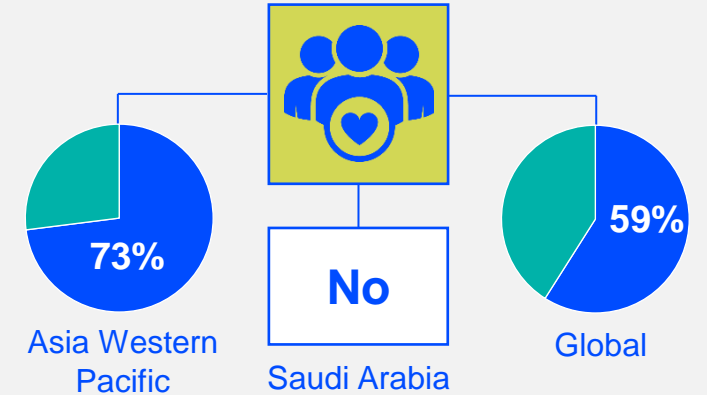 73%
Asia Western
Pacific
No
Saudi Arabia
59%
Global